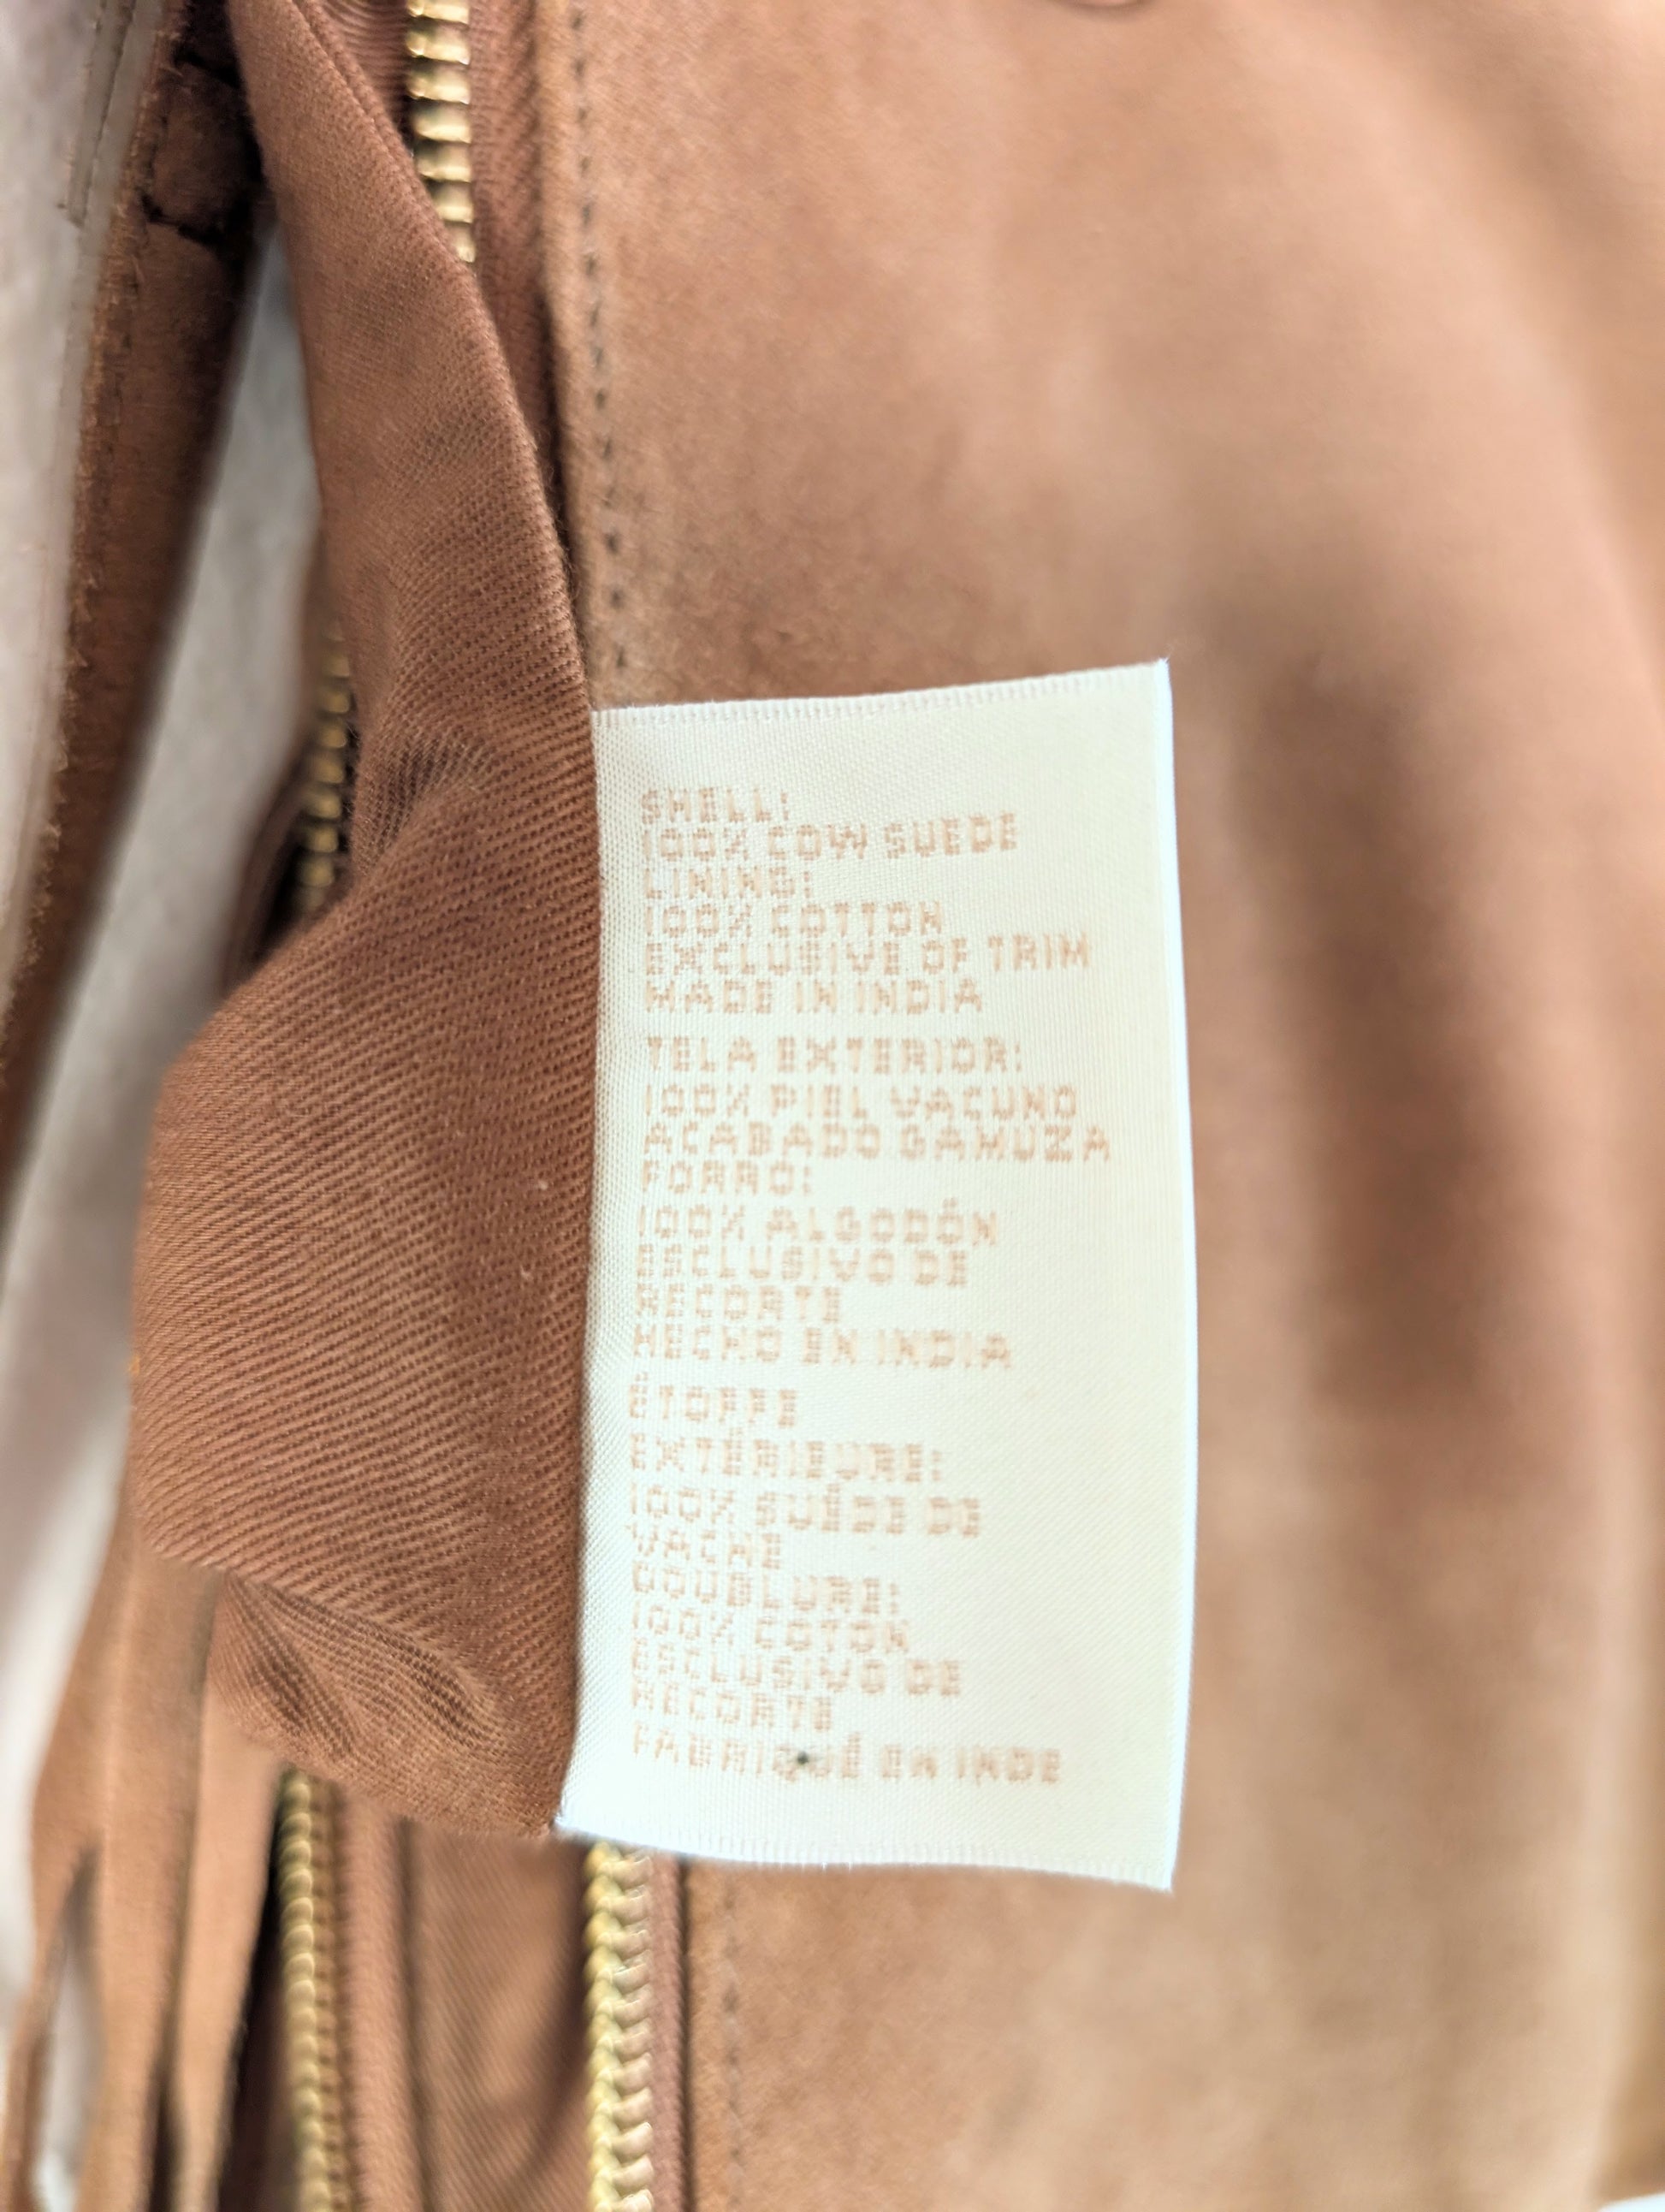 SHELL:
100% COW SUEDE
LINING:
100% COTTON
EXCLUSIVE OF TRIM
MADE IN INDIA
TELA EXTERIOR:
100% PIEL VACUNO
ACABADO GAMUZA
FORRO:
100% ALGODÓN
ESCLUSIVO DE
RECORTE
HECHO EN INDIA
ÉTOFFE
EXTÉRIEURE:
100% SUÉDE DE
VACHE
DOUBLURE:
100% COTON
ESCLUSIVO DE
RECORTE
FABRIQUÉ EN INDE